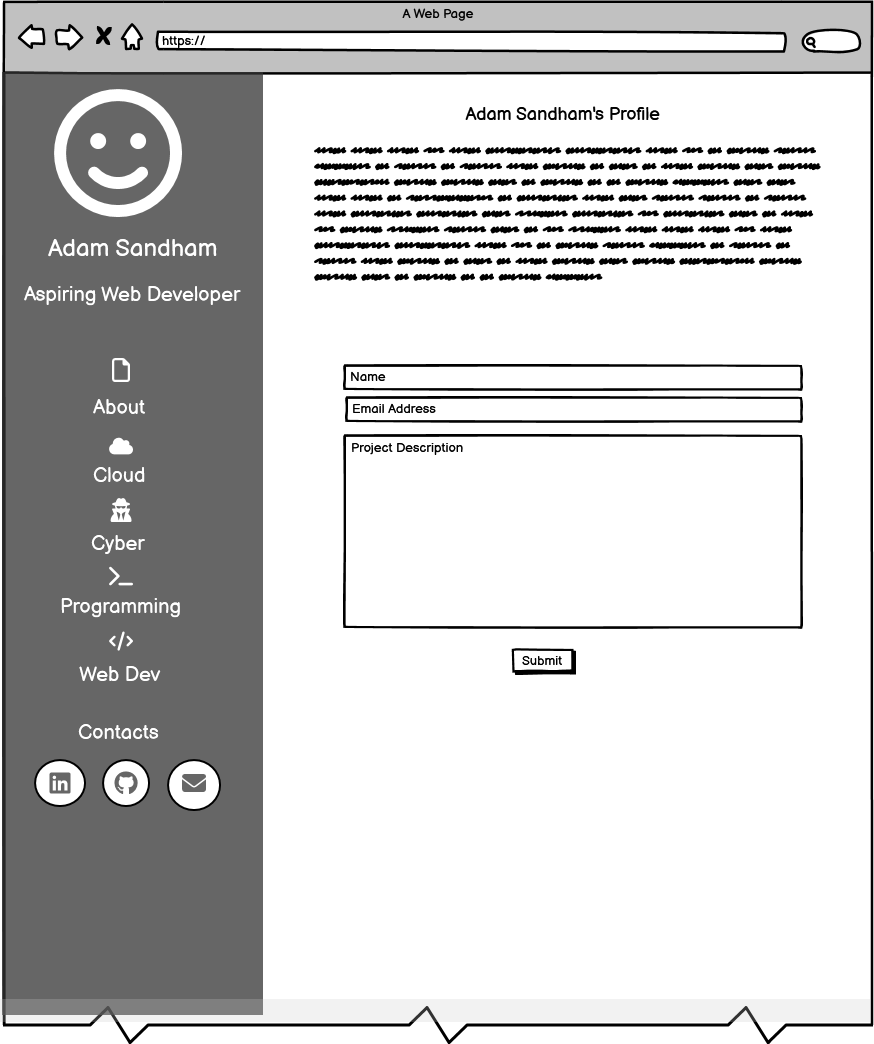 A Web Page
https://
Adam Sandham
Aspiring Web Developer
About
Cloud
Cyber
Programming
Web Dev
Contacts
in
Adam Sandham's Profile
Name
Email Address
Project Description
Submit